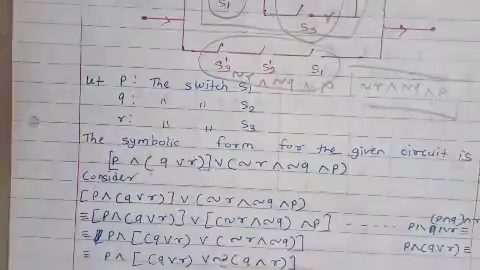 S₁
S₃
S₃' S₂' S₁
~r ∧ ~q ∧ p ~r ∧ ~q ∧ p
Let P : The switch S₁
q : " " S₂
r : " " S₃
The symbolic form for the given circuit is
[p ∧ (q ∨ r)] ∨ (~r ∧ ~q ∧ p)
Consider
[p ∧ (q ∨ r)] ∨ (~r ∧ ~q ∧ p)
≡ [p ∧ (q ∨ r)] ∨ [(~r ∧ ~q) ∧ p] ----- (p∧q)∧r
p∧q∧r ≡
≡ p ∧ [(q ∨ r) ∨ (~r ∧ ~q)] p∧(q∨r) ≡
≡ p ∧ [(q ∨ r) ∨ ~(q ∧ r)]